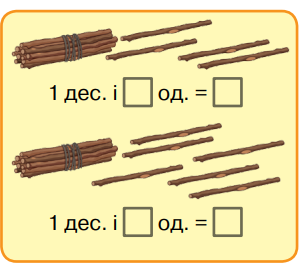 1 дес. і □ од. = □
1 дес. і □ од. = □